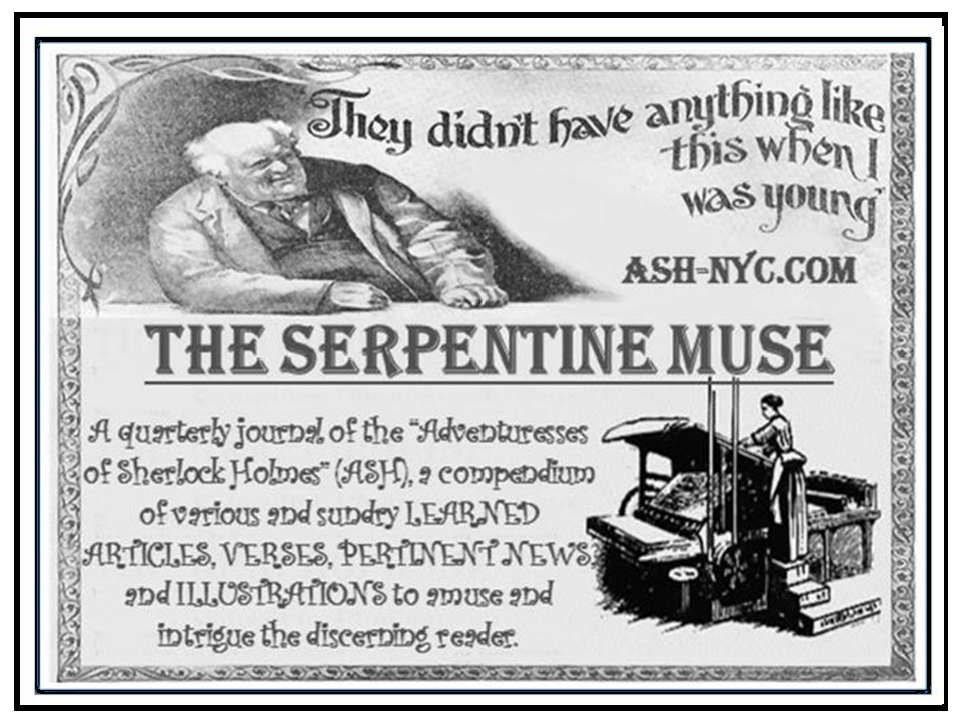 They didn't have anything like
this when I
was young
ASH-NYC.COM
THE SERPENTINE MUSE
A quarterly journal of the "Adventuresses
of Sherlock Holmes" (ASH), a compendium
of various and sundry LEARNED
ARTICLES, VERSES, PERTINENT NEWS,
and ILLUSTRATIONS to amuse and
intrigue the discerning reader.